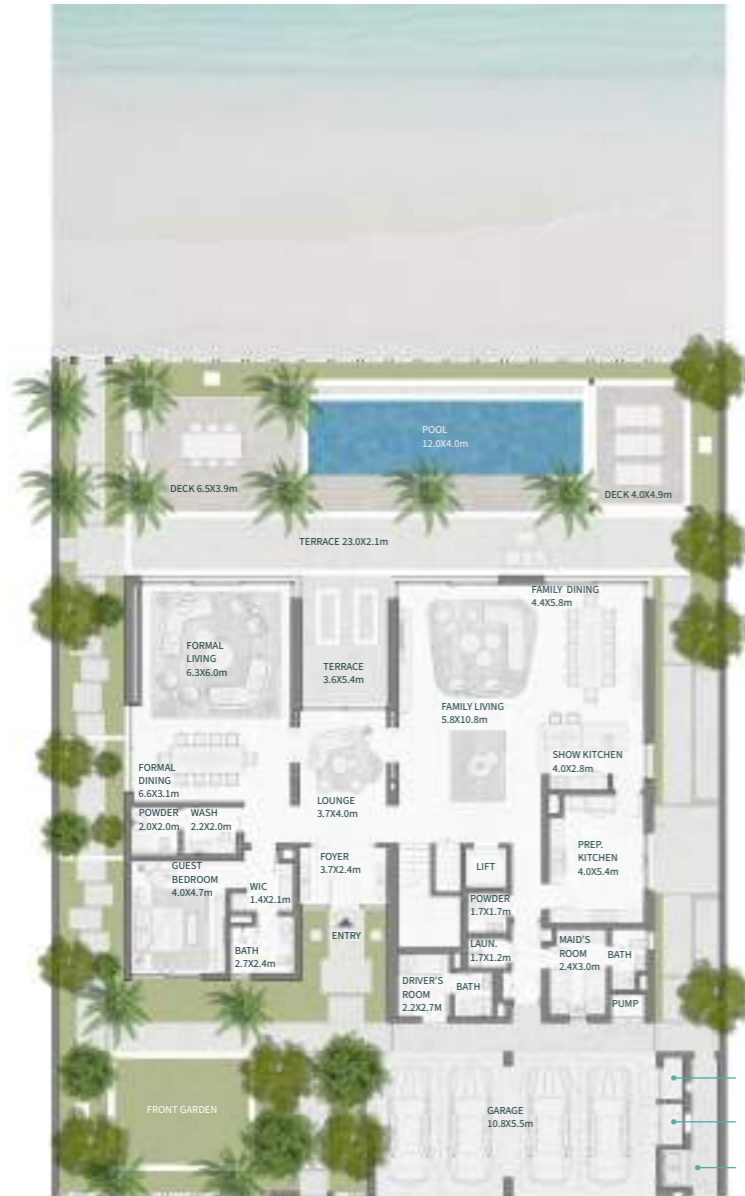 POOL
12.0X4.0m
DECK 6.5X3.9m
DECK 4.0X4.9m
TERRACE 23.0X2.1m
FAMILY DINING
4.4X5.8m
FORMAL
LIVING
6.3X6.0m
TERRACE
3.6X5.4m
FAMILY LIVING
5.8X10.8m
SHOW KITCHEN
4.0X2.8m
FORMAL
DINING
6.6X3.1m
LOUNGE
3.7X4.0m
POWDER
2.0X2.0m
WASH
2.2X2.0m
PREP.
KITCHEN
4.0X5.4m
FOYER
3.7X2.4m
GUEST
BEDROOM
4.0X4.7m
LIFT
WIC
1.4X2.1m
POWDER
1.7X1.7m
ENTRY
BATH
2.7X2.4m
LAUN.
1.7X1.2m
MAID'S
ROOM
2.4X3.0m
BATH
DRIVER'S
ROOM
2.2X2.7M
BATH
PUMP
FRONT GARDEN
GARAGE
10.8X5.5m